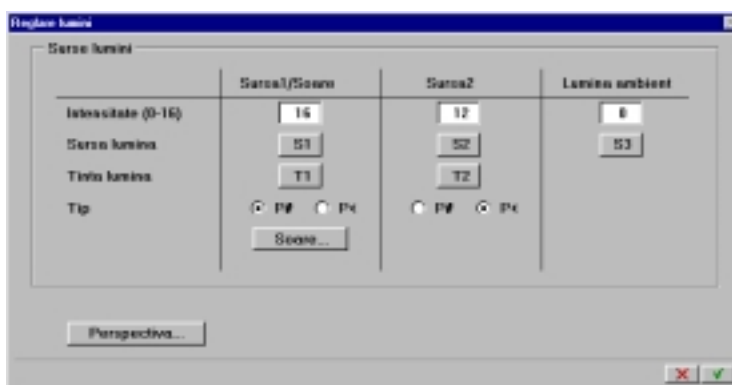 Reglare lumini
Surse lumini
Sursa1/Soare Sursa2 Lumina ambient
Intensitate (0-16) 16 12 8
Sursa lumina S1 S2 S3
Tinta lumina T1 T2
Tip P# P< P# P<
Soare...
Perspectiva...